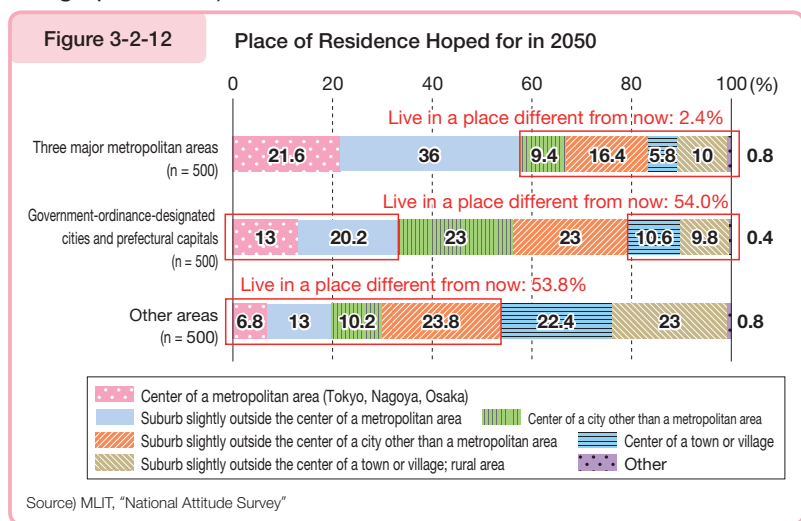 Figure 3-2-12
Place of Residence Hoped for in 2050
0 20 40 60 80 100 (%)
Live in a place different from now: 2.4%
Three major metropolitan areas
(n = 500)
21.6 36 9.4 16.4 5.8 10 0.8
Live in a place different from now: 54.0%
Government-ordinance-designated
cities and prefectural capitals
(n = 500)
13 20.2 23 23 10.6 9.8 0.4
Live in a place different from now: 53.8%
Other areas
(n = 500)
6.8 13 10.2 23.8 22.4 23 0.8
Center of a metropolitan area (Tokyo, Nagoya, Osaka)
Suburb slightly outside the center of a metropolitan area Center of a city other than a metropolitan area
Suburb slightly outside the center of a city other than a metropolitan area Center of a town or village
Suburb slightly outside the center of a town or village; rural area Other
Source) MLIT, "National Attitude Survey"